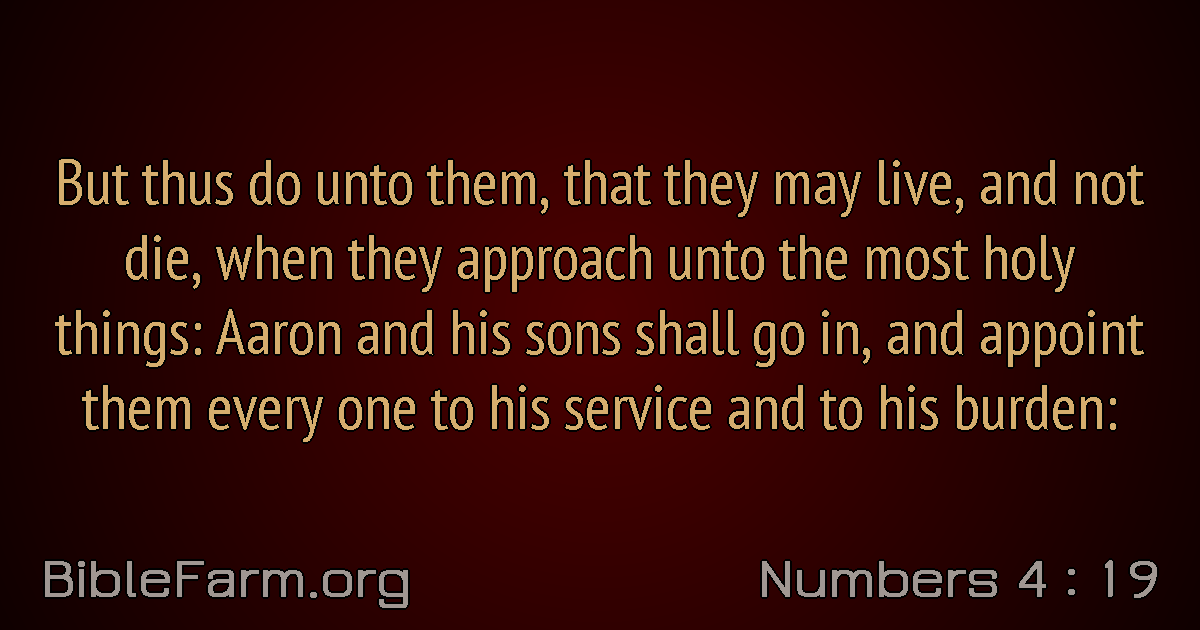 But thus do unto them, that they may live, and not
die, when they approach unto the most holy
things: Aaron and his sons shall go in, and appoint
them every one to his service and to his burden:
BibleFarm.org
Numbers 4 : 19